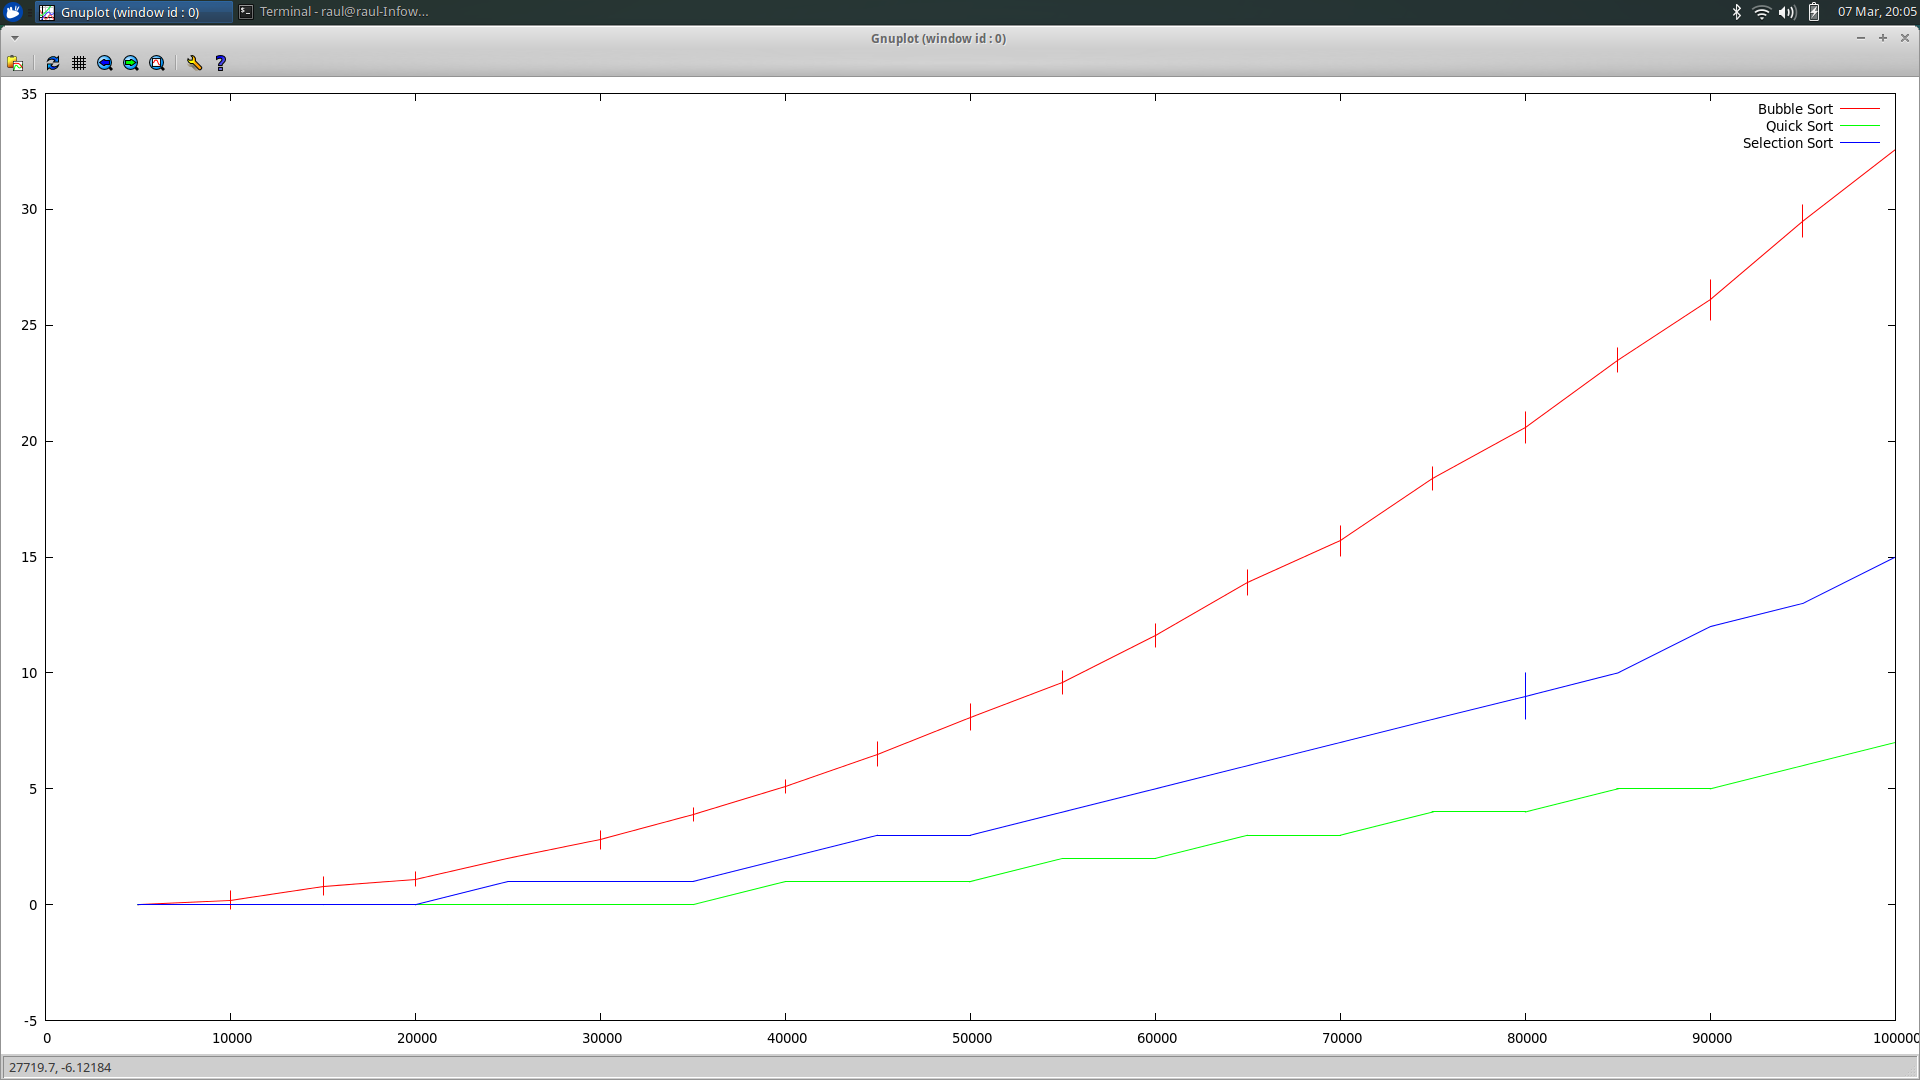 Gnuplot (window id : 0)
Terminal - raul@raul-Infow...
07 Mar, 20:05
Gnuplot (window id : 0)
35
30
25
20
15
10
5
0
-5
Bubble Sort
Quick Sort
Selection Sort
0 10000 20000 30000 40000 50000 60000 70000 80000 90000 100000
27719.7, -6.12184